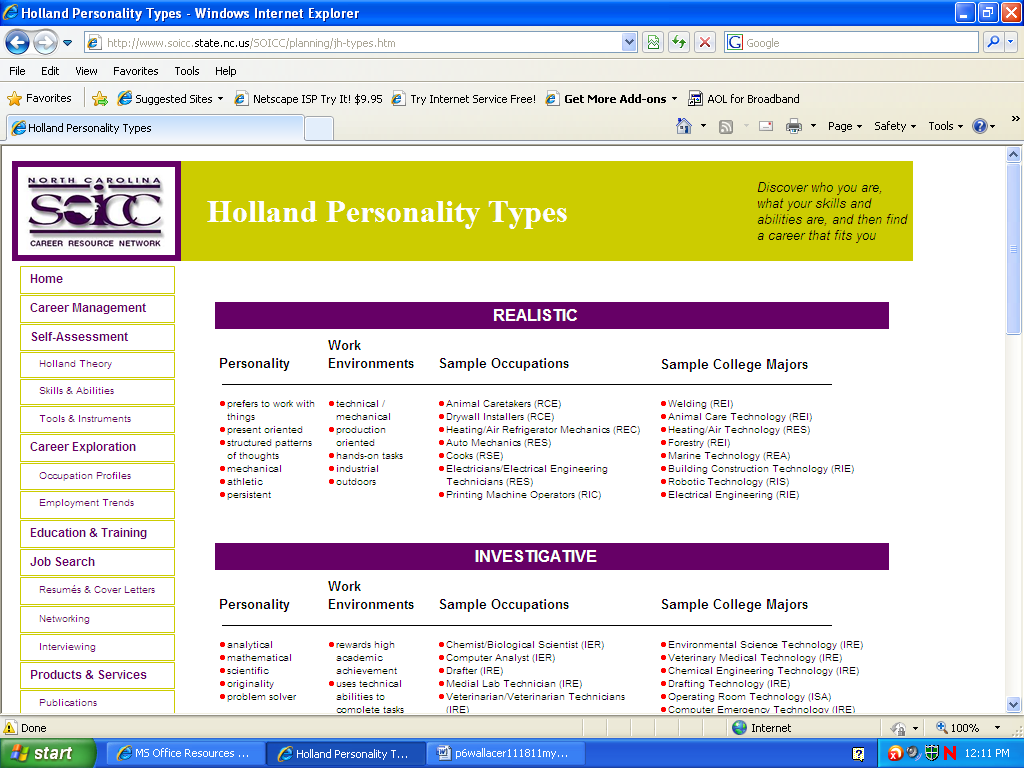 Holland Personality Types - Windows Internet Explorer
http://www.soicc.state.nc.us/SOICC/planning/jh-types.htm
Google
File Edit View Favorites Tools Help
Favorites Suggested Sites Netscape ISP Try It! $9.95 Try Internet Service Free! Get More Add-ons AOL for Broadband
Holland Personality Types
Page Safety Tools
NORTH CAROLINA
SOICC
CAREER RESOURCE NETWORK
Holland Personality Types
Discover who you are,
what your skills and
abilities are, and then find
a career that fits you
Home
Career Management
Self-Assessment
Holland Theory
Skills & Abilities
Tools & Instruments
Career Exploration
Occupation Profiles
Employment Trends
Education & Training
Job Search
Resumés & Cover Letters
Networking
Interviewing
Products & Services
Publications
REALISTIC
Personality
Work
Environments
Sample Occupations
Sample College Majors
prefers to work with
things
present oriented
structured patterns
of thoughts
mechanical
athletic
persistent
technical /
mechanical
production
oriented
hands-on tasks
industrial
outdoors
Animal Caretakers (RCE)
Drywall Installers (RCE)
Heating/Air Refrigerator Mechanics (REC)
Auto Mechanics (RES)
Cooks (RSE)
Electricians/Electrical Engineering
Technicians (RES)
Printing Machine Operators (RIC)
Welding (REI)
Animal Care Technology (REI)
Heating/Air Technology (RES)
Forestry (REI)
Marine Technology (REA)
Building Construction Technology (RIE)
Robotic Technology (RIS)
Electrical Engineering (RIE)
INVESTIGATIVE
Personality
Work
Environments
Sample Occupations
Sample College Majors
analytical
mathematical
scientific
originality
problem solver
rewards high
academic
achievement
uses technical
abilities to
complete tasks
Chemist/Biological Scientist (IER)
Computer Analyst (IER)
Drafter (IRE)
Medial Lab Technician (IRE)
Veterinarian/Veterinarian Technicians
(IRE)
Environmental Science Technology (IRE)
Veterinary Medical Technology (IRE)
Chemical Engineering Technology (IRE)
Drafting Technology (IRE)
Operating Room Technology (ISA)
Computer Emergency Technology (IRE)
Done
Internet
100%
start
MS Office Resources ...
Holland Personality T...
p6wallacer111811my...
12:11 PM